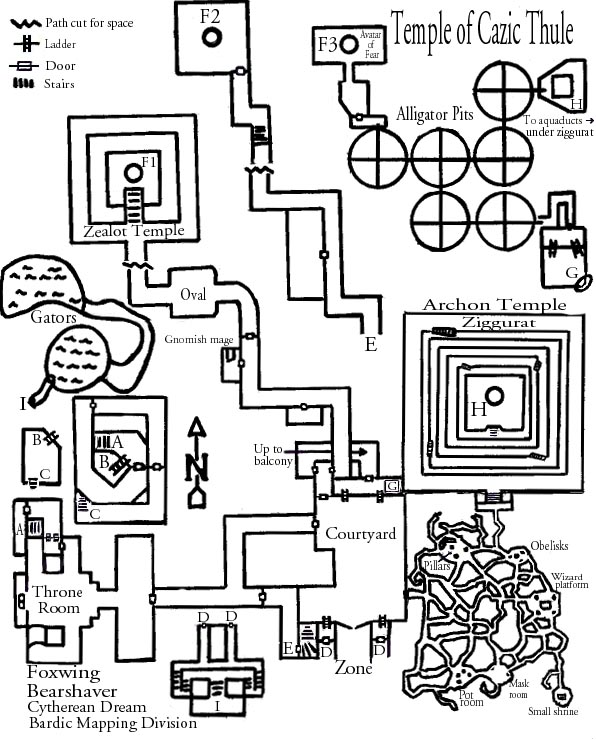 Path cut for space
Ladder
Door
Stairs
F2
F3
Avatar
of
Fear
Temple of Cazic Thule
H
To aquaducts →
under ziggurat
Alligator Pits
F1
Zealot Temple
G
Oval
Gators
Gnomish mage
E
I
Archon Temple
Ziggurat
H
B
C
A
B
C
N
Up to
balcony
G
A
Courtyard
Throne
Room
Pillars
Obelisks
Wizard
platform
D
D
E
D
D
Zone
I
Pot
room
Mask
room
Small shrine
Foxwing
Bearshaver
Cytherean Dream
Bardic Mapping Division